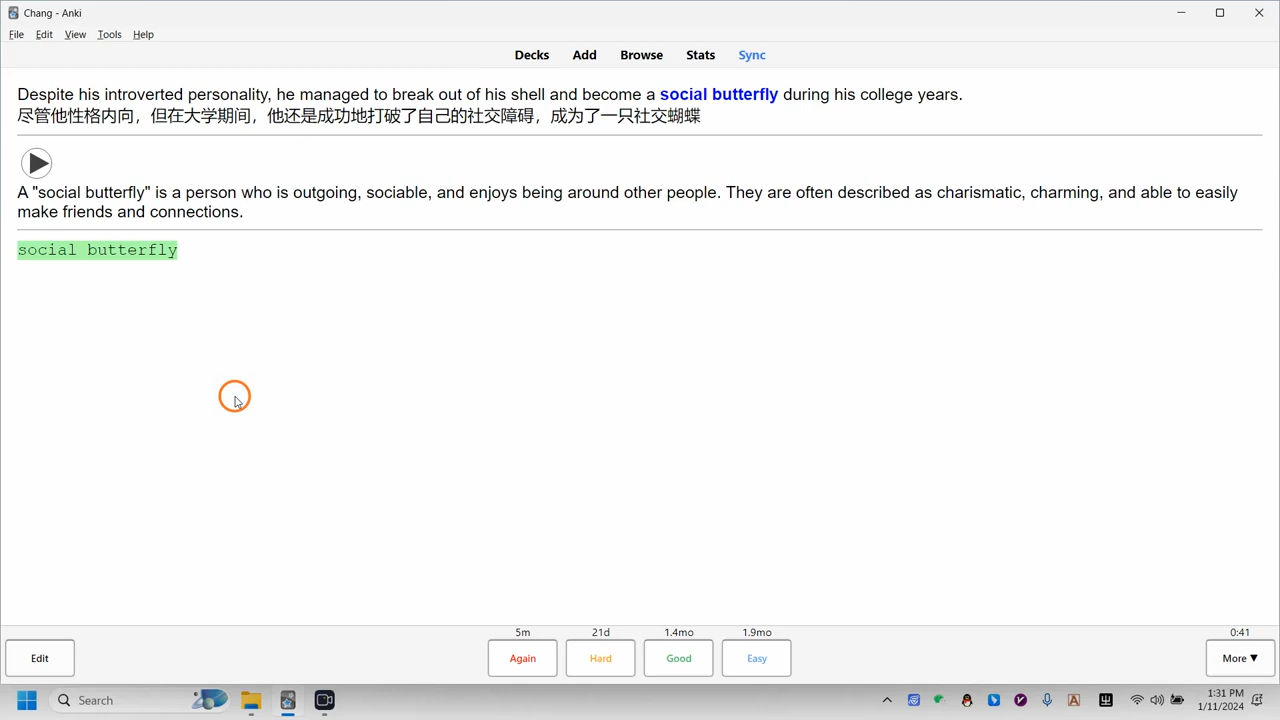 Chang - Anki
File Edit View Tools Help
Decks Add Browse Stats Sync
Despite his introverted personality, he managed to break out of his shell and become a social butterfly during his college years.
尽管他性格内向，但在大学期间，他还是成功地打破了自己的社交障碍，成为了一只社交蝴蝶
A "social butterfly" is a person who is outgoing, sociable, and enjoys being around other people. They are often described as charismatic, charming, and able to easily
make friends and connections.
social butterfly
5m 21d 1.4mo 1.9mo 0:41
Edit Again Hard Good Easy More ▼
Search
1:31 PM
1/11/2024